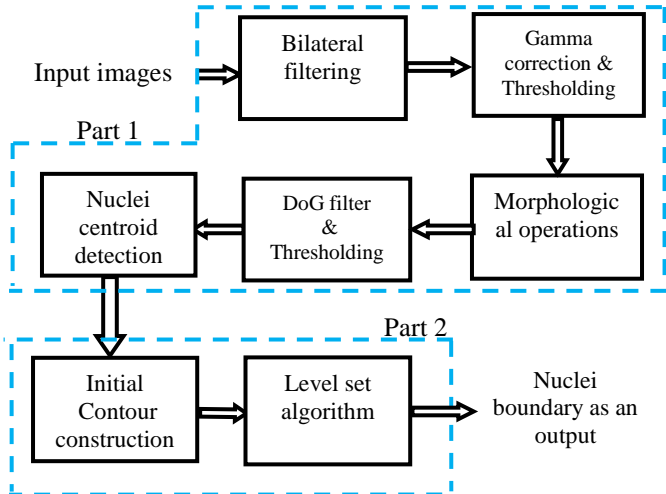 Input images
Bilateral
filtering
Gamma
correction &
Thresholding
Part 1
Nuclei
centroid
detection
DoG filter
&
Thresholding
Morphologic
al operations
Part 2
Initial
Contour
construction
Level set
algorithm
Nuclei
boundary as an
output